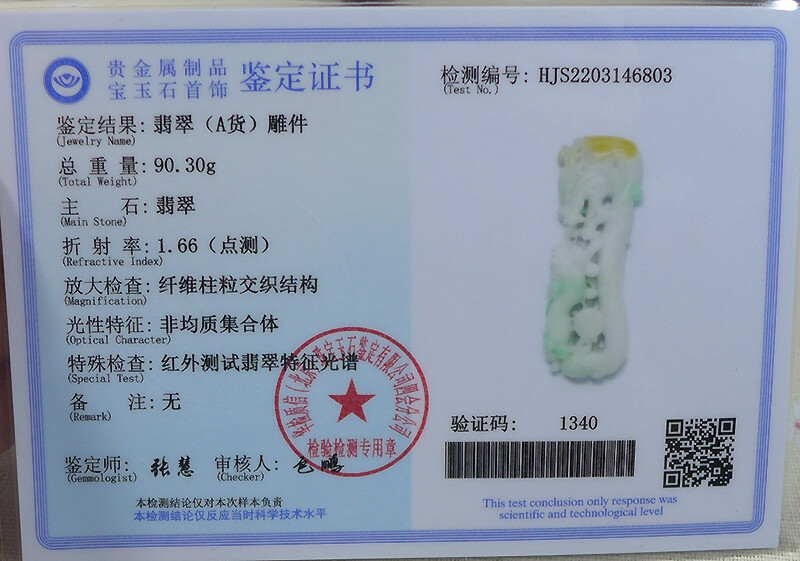 贵金属制品
宝玉石首饰
鉴定证书
检测编号: HJS2203146803
(Test No.)
鉴定结果: 翡翠（A货）雕件
(Jewelry Name)
总重量: 90.30g
(Total Weight)
主石: 翡翠
(Main Stone)
折射率: 1.66（点测）
(Refractive Index)
放大检查: 纤维柱粒交织结构
(Magnification)
光性特征: 非均质集合体
(Optical Character)
特殊检查: 红外测试翡翠特征光谱
(Special Test)
备注: 无
(Remark)
检验检测专用章
验证码: 1340
鉴定师: 张慧 审核人: 包鹏
(Gemmologist) (Checker)
本检测结论仅对本次样本负责
本检测结论仅反应当时科学技术水平
This test conclusion only response was
scientific and technological level